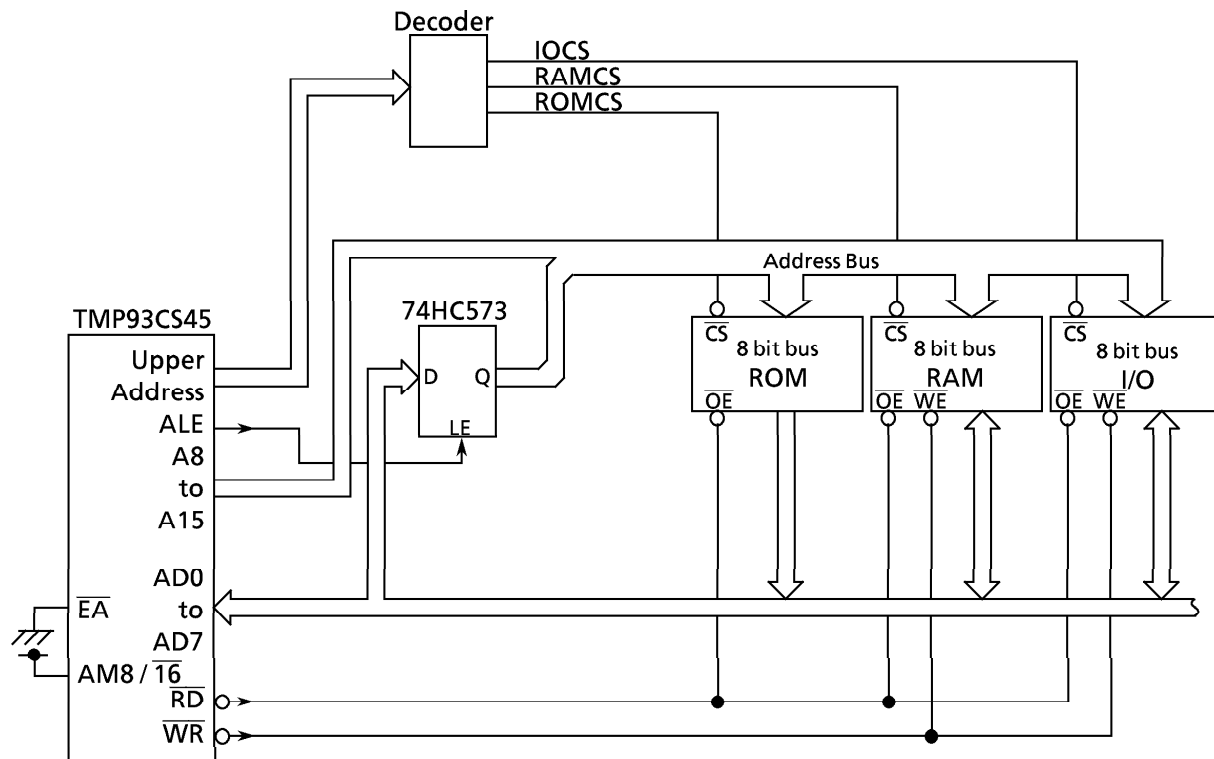 Decoder
IOCS
RAMCS
ROMCS
Address Bus
TMP93CS45
74HC573
Upper
Address
ALE
A8
to
A15
AD0
to
AD7
EA
AM8 / 16
RD
WR
D
Q
LE
CS
8 bit bus
ROM
OE
CS
8 bit bus
RAM
OE
WE
CS
8 bit bus
I/O
OE
WE